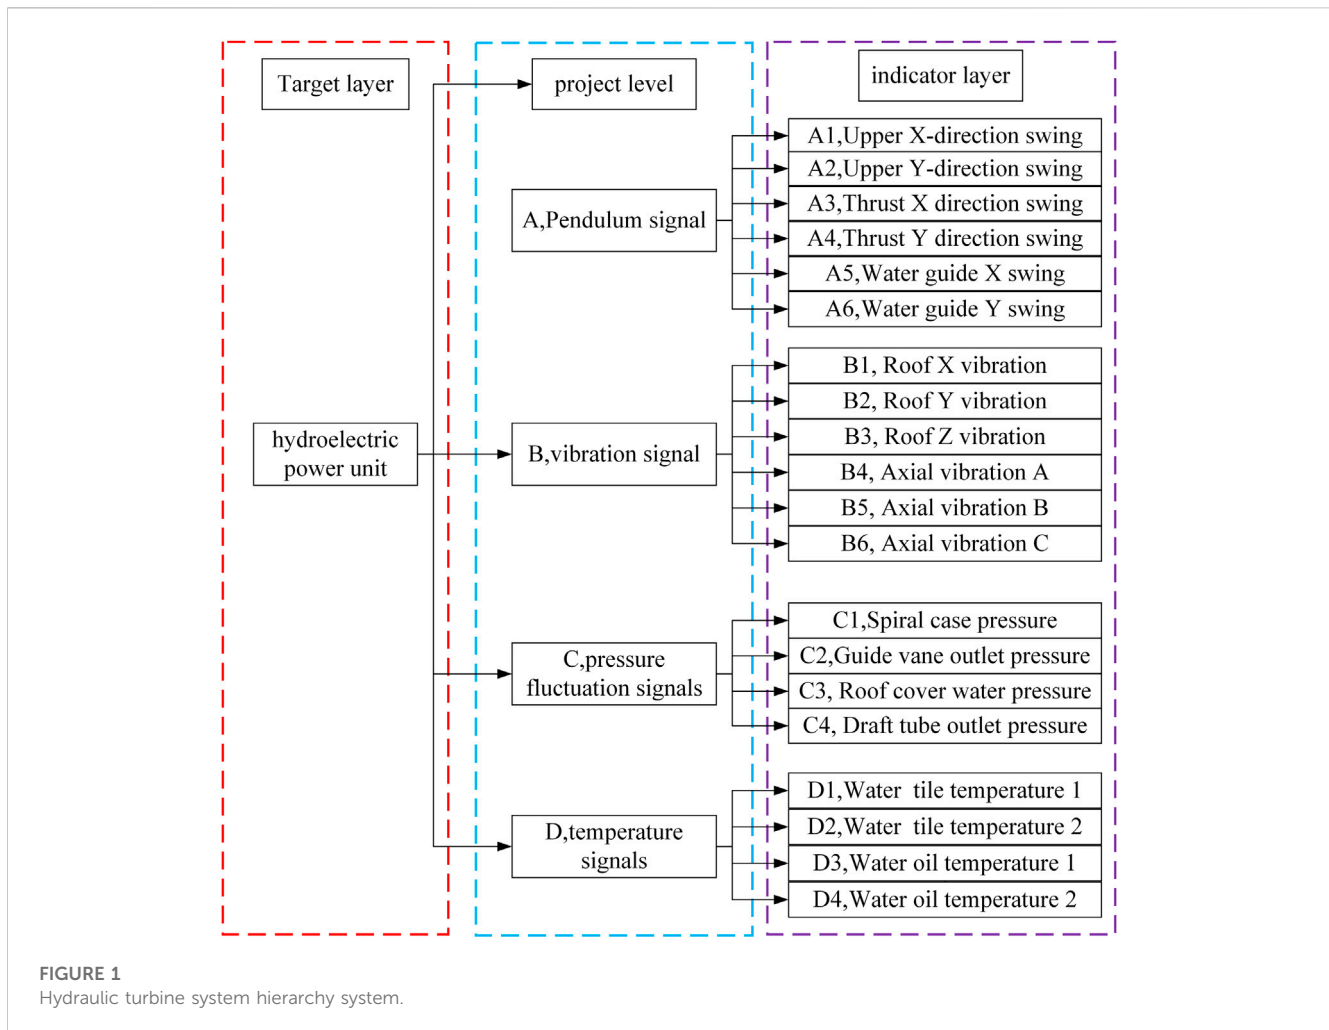 Target layer
project level
indicator layer
A,Pendulum signal
A1,Upper X-direction swing
A2,Upper Y-direction swing
A3,Thrust X direction swing
A4,Thrust Y direction swing
A5,Water guide X swing
A6,Water guide Y swing
hydroelectric
power unit
B,vibration signal
B1, Roof X vibration
B2, Roof Y vibration
B3, Roof Z vibration
B4, Axial vibration A
B5, Axial vibration B
B6, Axial vibration C
C,pressure
fluctuation signals
C1,Spiral case pressure
C2,Guide vane outlet pressure
C3, Roof cover water pressure
C4, Draft tube outlet pressure
D,temperature
signals
D1,Water tile temperature 1
D2,Water tile temperature 2
D3,Water oil temperature 1
D4,Water oil temperature 2
FIGURE 1
Hydraulic turbine system hierarchy system.